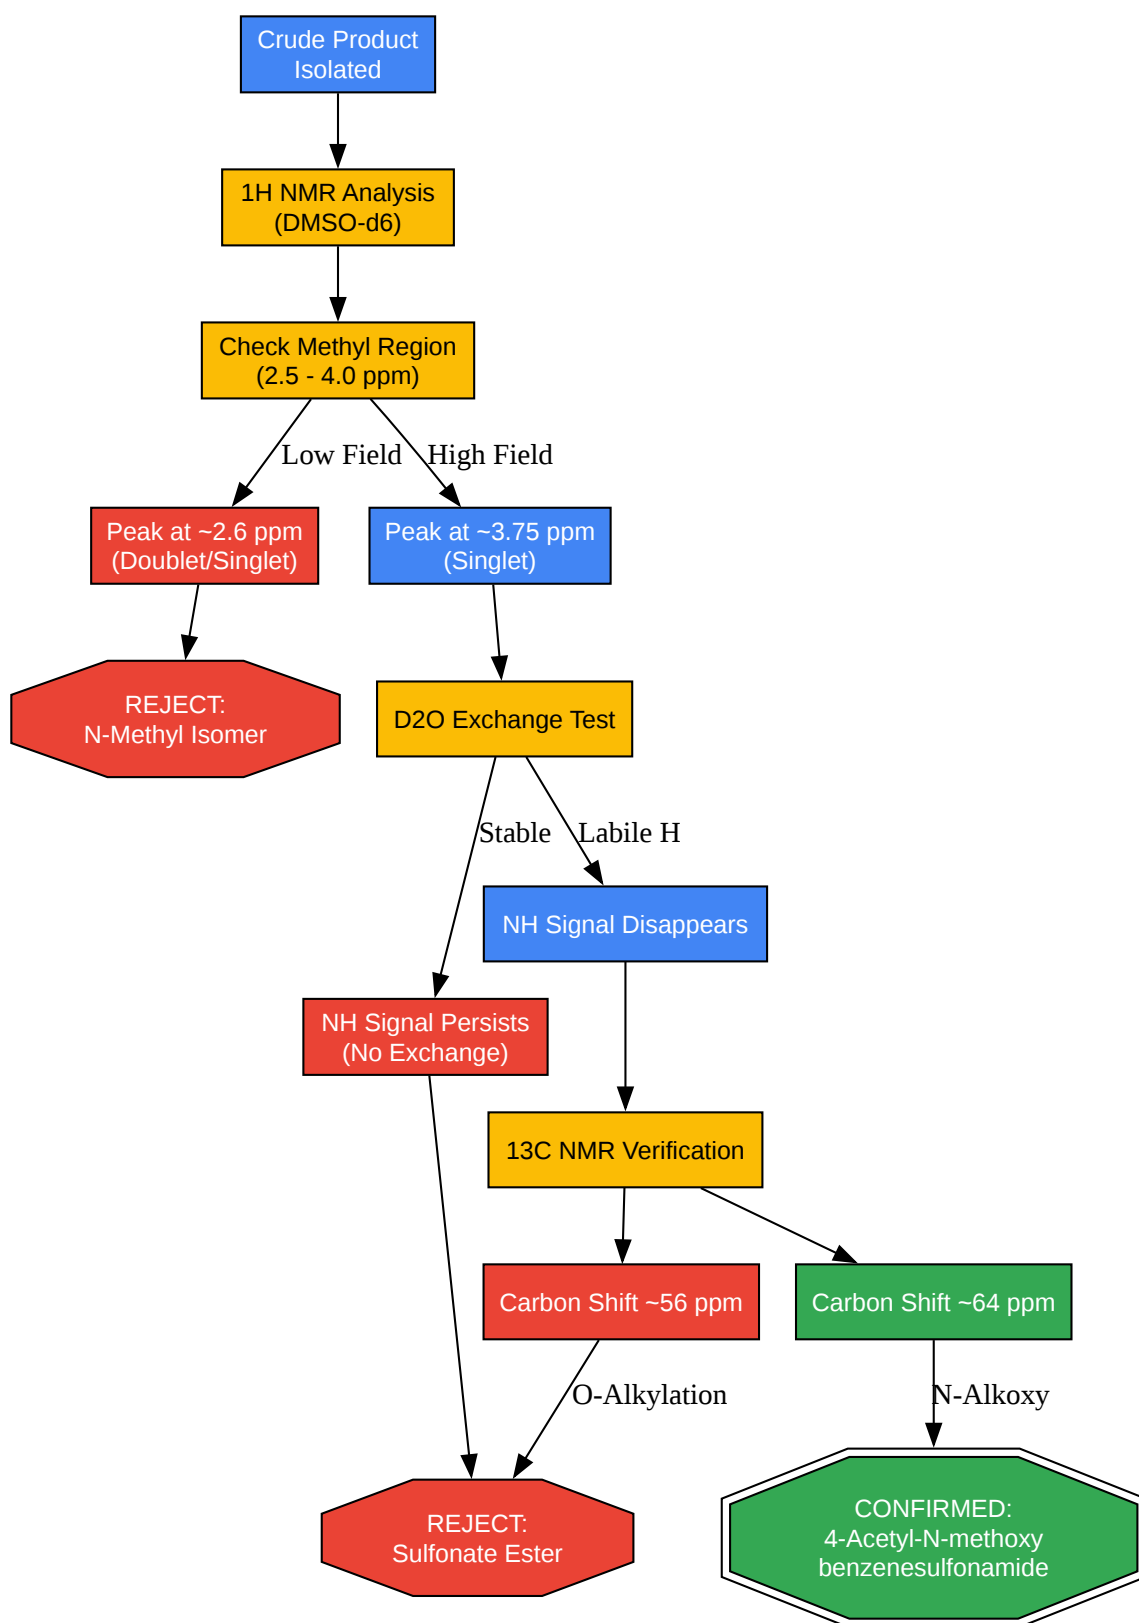 Crude Product
Isolated
1H NMR Analysis
(DMSO-d6)
Check Methyl Region
(2.5 - 4.0 ppm)
Low Field
High Field
Peak at ~2.6 ppm
(Doublet/Singlet)
Peak at ~3.75 ppm
(Singlet)
REJECT:
N-Methyl Isomer
D2O Exchange Test
Stable
Labile H
NH Signal Disappears
NH Signal Persists
(No Exchange)
13C NMR Verification
Carbon Shift ~56 ppm
Carbon Shift ~64 ppm
O-Alkylation
N-Alkoxy
REJECT:
Sulfonate Ester
CONFIRMED:
4-Acetyl-N-methoxy
benzenesulfonamide